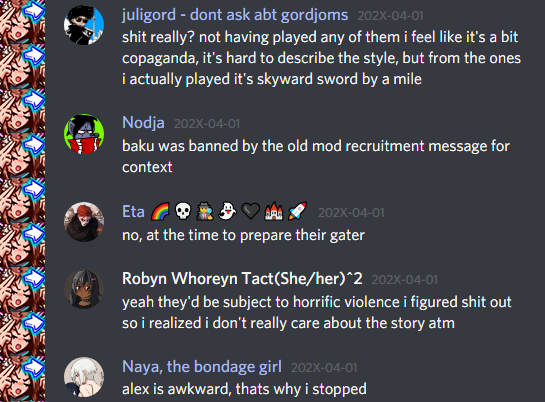 juligord - dont ask abt gordjoms 202X-04-01
shit really? not having played any of them i feel like it's a bit
copaganda, it's hard to describe the style, but from the ones
i actually played it's skyward sword by a mile
Nodja 202X-04-01
baku was banned by the old mod recruitment message for
context
Eta 🌈💀🕵️👻🖤🏰🚀 202X-04-01
no, at the time to prepare their gater
Robyn Whoreyn Tact(She/her)^2 202X-04-01
yeah they'd be subject to horrific violence i figured shit out
so i realized i don't really care about the story atm
Naya, the bondage girl 202X-04-01
alex is awkward, thats why i stopped